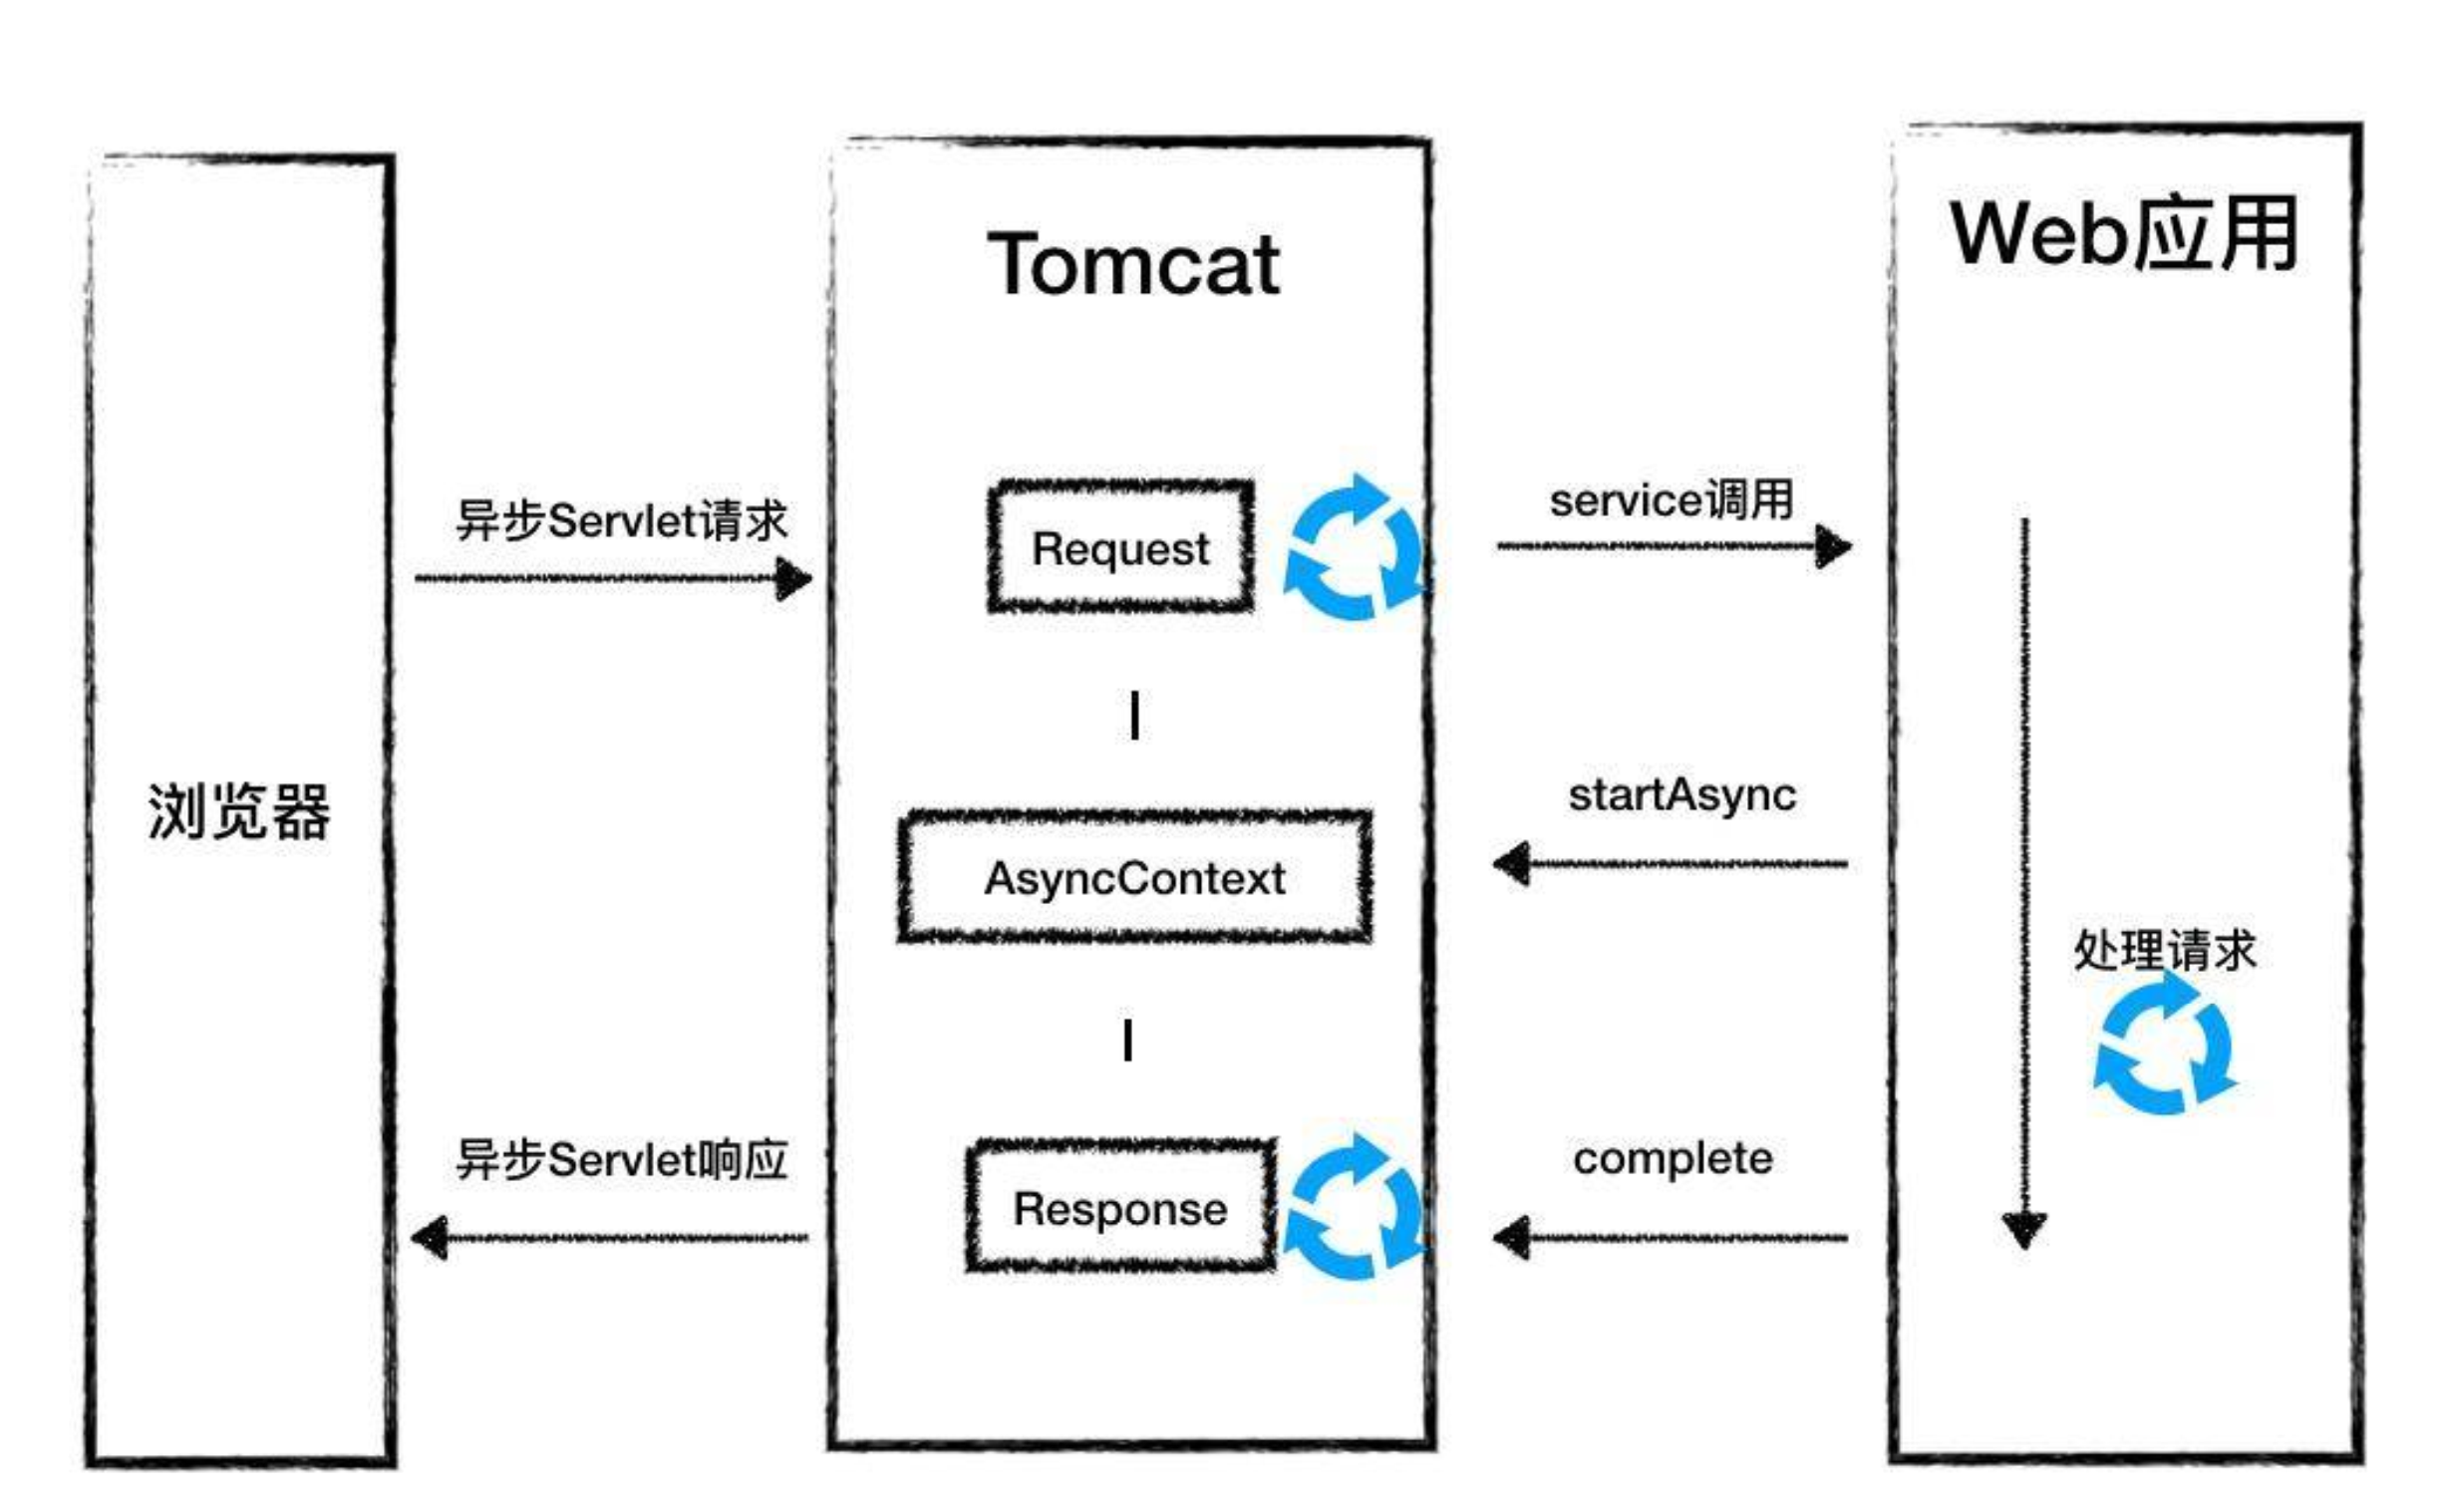 Web应用
Tomcat
异步Servlet请求
Request
service调用
浏览器
startAsync
AsyncContext
处理请求
异步Servlet响应
Response
complete